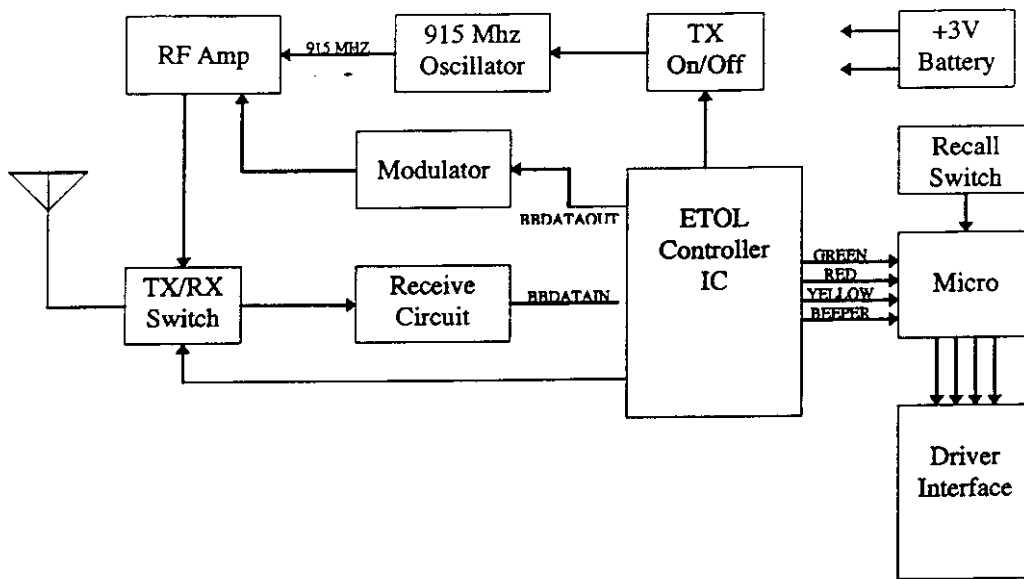 RF Amp
915 MHZ
915 Mhz
Oscillator
TX
On/Off
+3V
Battery
Recall
Switch
Modulator
BBDATAOUT
ETOL
Controller
IC
GREEN
RED
YELLOW
BEEPER
Micro
TX/RX
Switch
Receive
Circuit
BBDATAIN
Driver
Interface